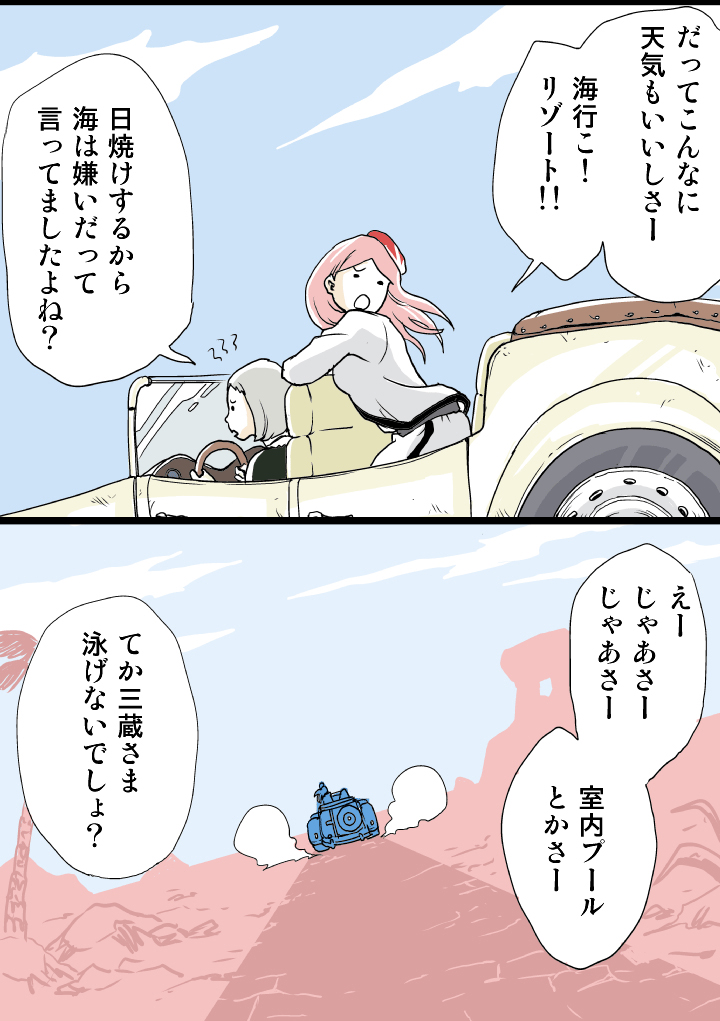 だってこんなに
天気もいいしさー
海行こ!
リゾート!!
日焼けするから
海は嫌いだって
言ってましたよね?
えー
じゃあさー
じゃあさー
室内プール
とかさー
てか三蔵さま
泳げないでしょ?